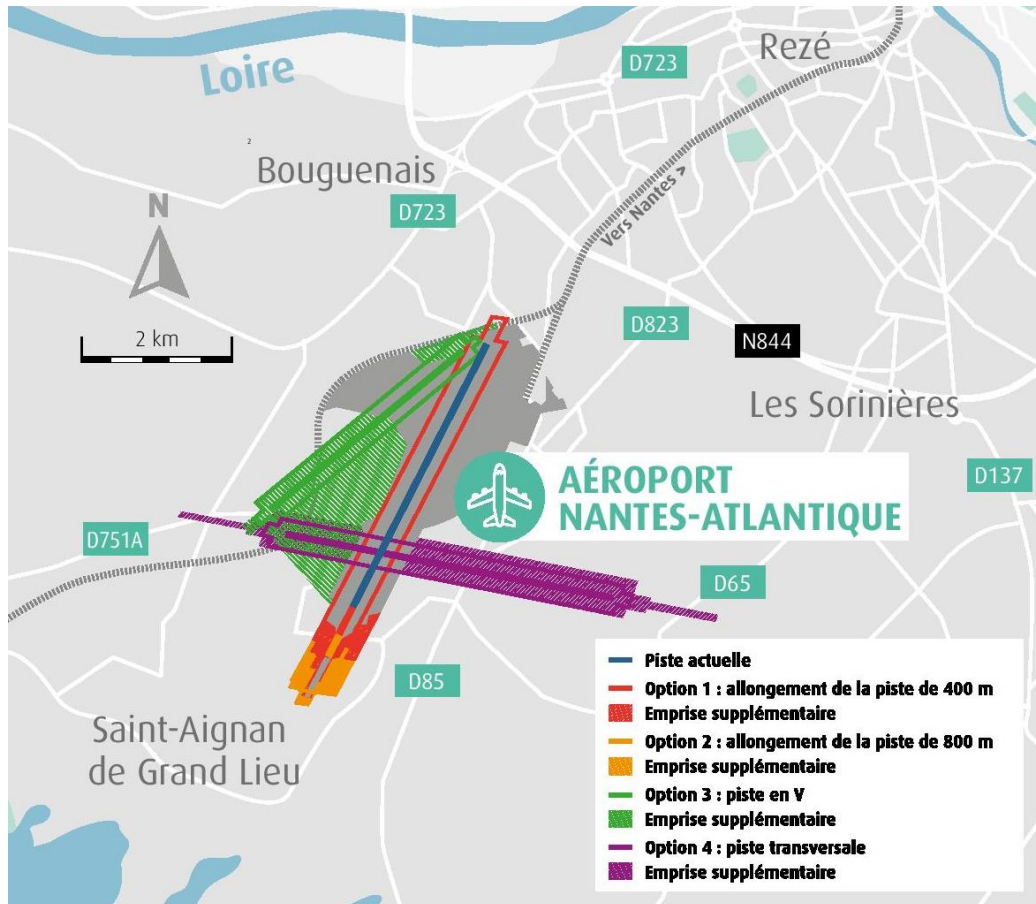 Rezé
D723
Loire
2
Bouguenais
D723
N
Vers Nantes >
2 km
D823
N844
Les Sorinières
AÉROPORT
NANTES-ATLANTIQUE
D137
D751A
D65
D85
Saint-Aignan
de Grand Lieu
Piste actuelle
Option 1 : allongement de la piste de 400 m
Emprise supplémentaire
Option 2 : allongement de la piste de 800 m
Emprise supplémentaire
Option 3 : piste en V
Emprise supplémentaire
Option 4 : piste transversale
Emprise supplémentaire